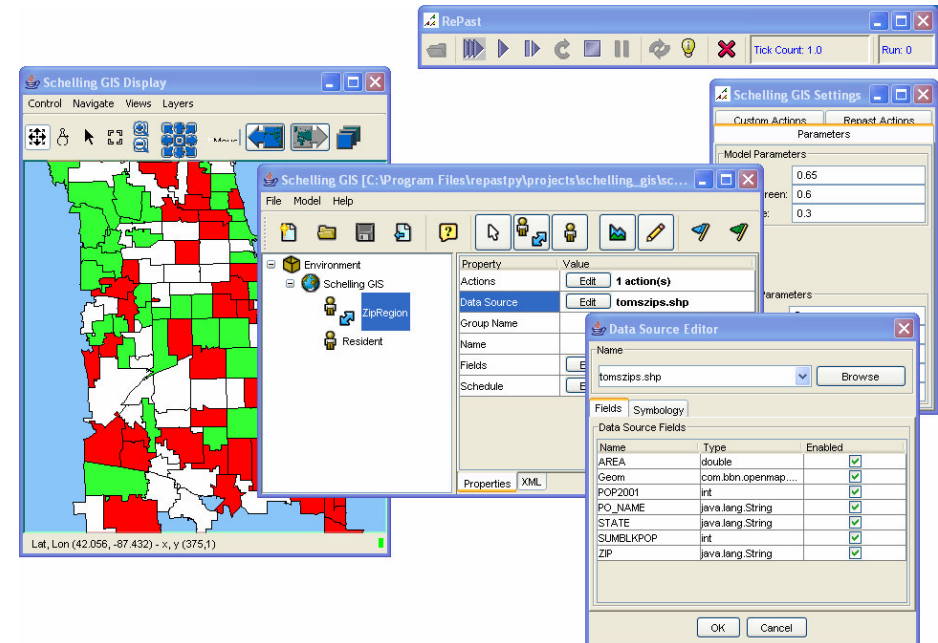 RePast
Tick Count: 1.0
Run: 0
Schelling GIS Display
Control Navigate Views Layers
Schelling GIS Settings
Custom Actions Repast Actions
Parameters
Model Parameters
0.65
reen: 0.6
e: 0.3
arameters
Schelling GIS [C:\Program Files\repastpy\projects\schelling_gis\sc...
File Model Help
Environment
Schelling GIS
ZipRegion
Resident
Property Value
Actions Edit 1 action(s)
Data Source Edit tomszips.shp
Group Name
Name
Fields E
Schedule E
Properties XML
Data Source Editor
Name
tomszips.shp Browse
Fields Symbology
Data Source Fields
Name Type Enabled
AREA double
Geom com.bbn.openmap....
POP2001 int
PO_NAME java.lang.String
STATE java.lang.String
SUMBLKPOP int
ZIP java.lang.String
OK Cancel
Lat, Lon (42.056, -87.432) - x, y (375,1)